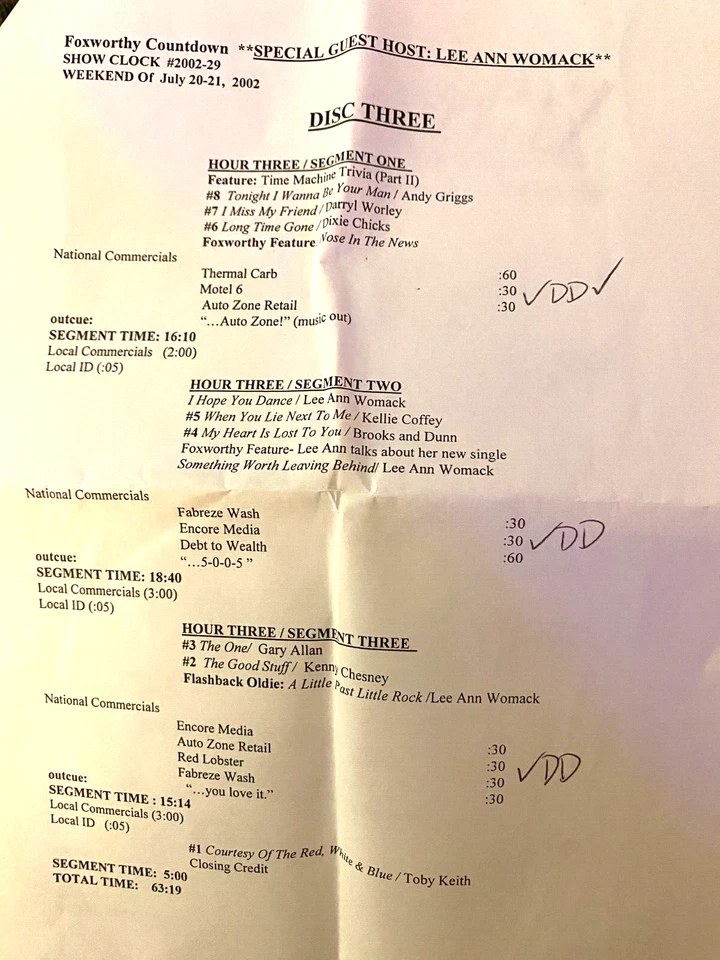 Foxworthy Countdown **SPECIAL GUEST HOST: LEE ANN WOMACK**
SHOW CLOCK #2002-29
WEEKEND Of July 20-21, 2002
DISC THREE
HOUR THREE / SEGMENT ONE
Feature: Time Machine Trivia (Part II)
#8 Tonight I Wanna Be Your Man / Andy Griggs
#7 I Miss My Friend / Darryl Worley
#6 Long Time Gone / Dixie Chicks
Foxworthy Feature Nose In The News
National Commercials
Thermal Carb :60
Motel 6 :30 ✓DD✓
Auto Zone Retail :30
outcue: "...Auto Zone!" (music out)
SEGMENT TIME: 16:10
Local Commercials (2:00)
Local ID (:05)
HOUR THREE / SEGMENT TWO
I Hope You Dance / Lee Ann Womack
#5 When You Lie Next To Me / Kellie Coffey
#4 My Heart Is Lost To You / Brooks and Dunn
Foxworthy Feature- Lee Ann talks about her new single
Something Worth Leaving Behind/ Lee Ann Womack
National Commercials
Fabreze Wash :30
Encore Media :30 ✓DD
Debt to Wealth :60
outcue: "...5-0-0-5 "
SEGMENT TIME: 18:40
Local Commercials (3:00)
Local ID (:05)
HOUR THREE / SEGMENT THREE
#3 The One/ Gary Allan
#2 The Good Stuff / Kenny Chesney
Flashback Oldie: A Little Past Little Rock /Lee Ann Womack
National Commercials
Encore Media :30
Auto Zone Retail :30 ✓DD
Red Lobster :30
Fabreze Wash :30
outcue: "...you love it."
SEGMENT TIME : 15:14
Local Commercials (3:00)
Local ID (:05)
#1 Courtesy Of The Red, White & Blue / Toby Keith
Closing Credit
SEGMENT TIME: 5:00
TOTAL TIME: 63:19